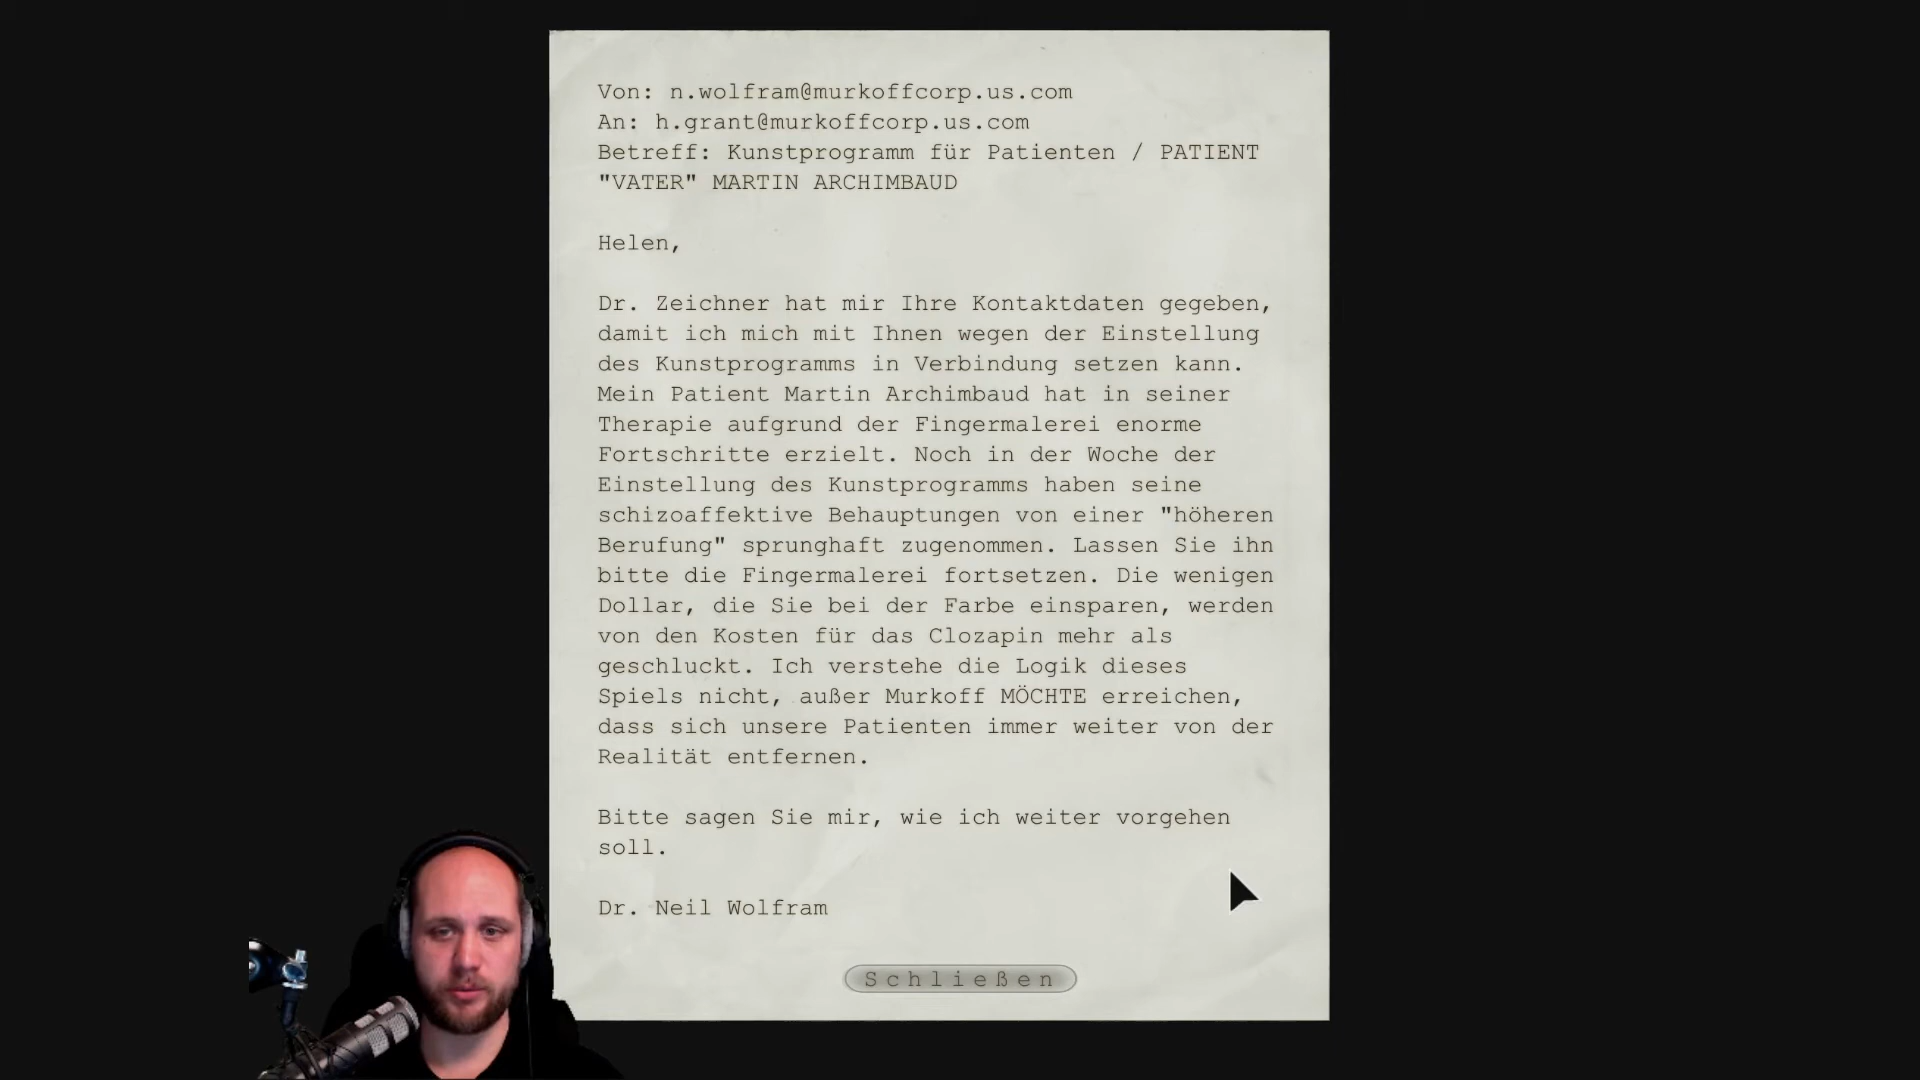 Von: n.wolfram@murkoffcorp.us.com
An: h.grant@murkoffcorp.us.com
Betreff: Kunstprogramm für Patienten / PATIENT
"VATER" MARTIN ARCHIMBAUD
Helen,
Dr. Zeichner hat mir Ihre Kontaktdaten gegeben,
damit ich mich mit Ihnen wegen der Einstellung
des Kunstprogramms in Verbindung setzen kann.
Mein Patient Martin Archimbaud hat in seiner
Therapie aufgrund der Fingermalerei enorme
Fortschritte erzielt. Noch in der Woche der
Einstellung des Kunstprogramms haben seine
schizoaffektive Behauptungen von einer "höheren
Berufung" sprunghaft zugenommen. Lassen Sie ihn
bitte die Fingermalerei fortsetzen. Die wenigen
Dollar, die Sie bei der Farbe einsparen, werden
von den Kosten für das Clozapin mehr als
geschluckt. Ich verstehe die Logik dieses
Spiels nicht, außer Murkoff MÖCHTE erreichen,
dass sich unsere Patienten immer weiter von der
Realität entfernen.
Bitte sagen Sie mir, wie ich weiter vorgehen
soll.
Dr. Neil Wolfram
Schließen